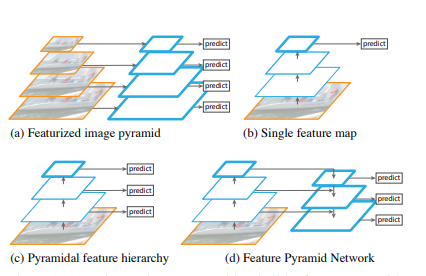 predict
predict
predict
predict
predict
(a) Featurized image pyramid
(b) Single feature map
predict
predict
predict
predict
predict
predict
(c) Pyramidal feature hierarchy
(d) Feature Pyramid Network